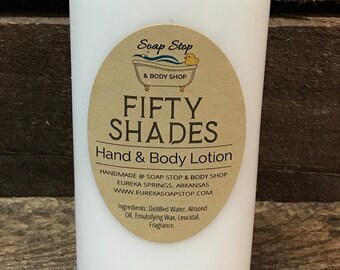 Soap Stop
& BODY SHOP
FIFTY
SHADES
Hand & Body Lotion
HANDMADE @ SOAP STOP & BODY SHOP
EUREKA SPRINGS, ARKANSAS
WWW.EUREKASOAPSTOP.COM
Ingredients: Distilled Water, Almond
Oil, Emulsifying Wax, Leucidal,
Fragrance.